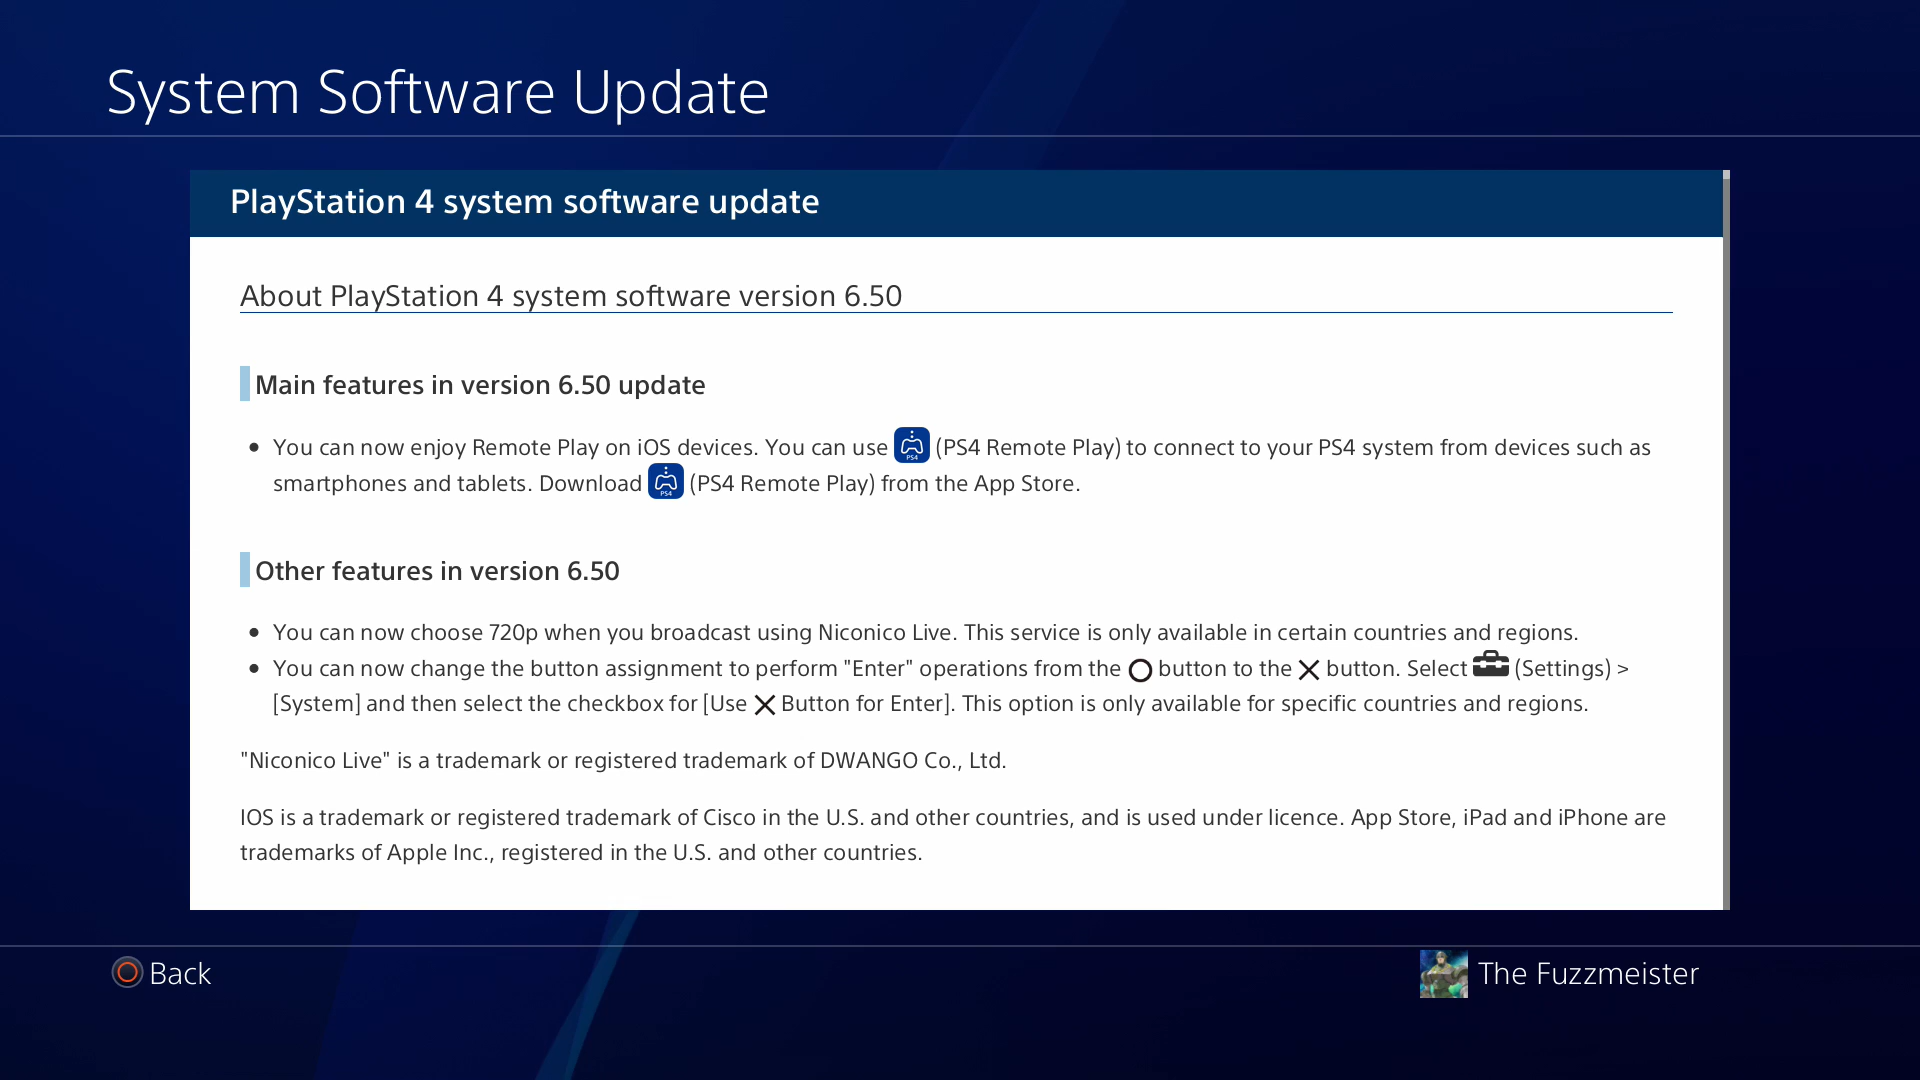 System Software Update
PlayStation 4 system software update
About PlayStation 4 system software version 6.50
Main features in version 6.50 update
You can now enjoy Remote Play on iOS devices. You can use PS4 (PS4 Remote Play) to connect to your PS4 system from devices such as
smartphones and tablets. Download PS4 (PS4 Remote Play) from the App Store.
Other features in version 6.50
You can now choose 720p when you broadcast using Niconico Live. This service is only available in certain countries and regions.
You can now change the button assignment to perform "Enter" operations from the button to the button. Select (Settings) >
[System] and then select the checkbox for [Use Button for Enter]. This option is only available for specific countries and regions.
"Niconico Live" is a trademark or registered trademark of DWANGO Co., Ltd.
IOS is a trademark or registered trademark of Cisco in the U.S. and other countries, and is used under licence. App Store, iPad and iPhone are
trademarks of Apple Inc., registered in the U.S. and other countries.
Back
The Fuzzmeister